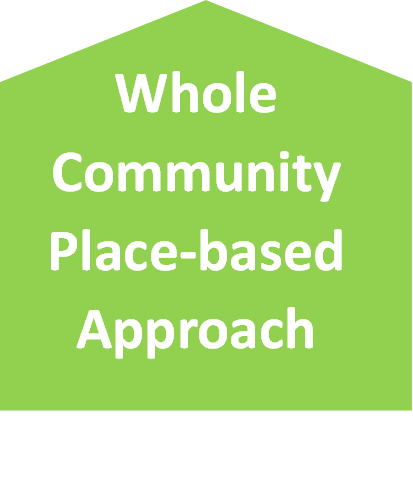 Whole
Community
Place-based
Approach